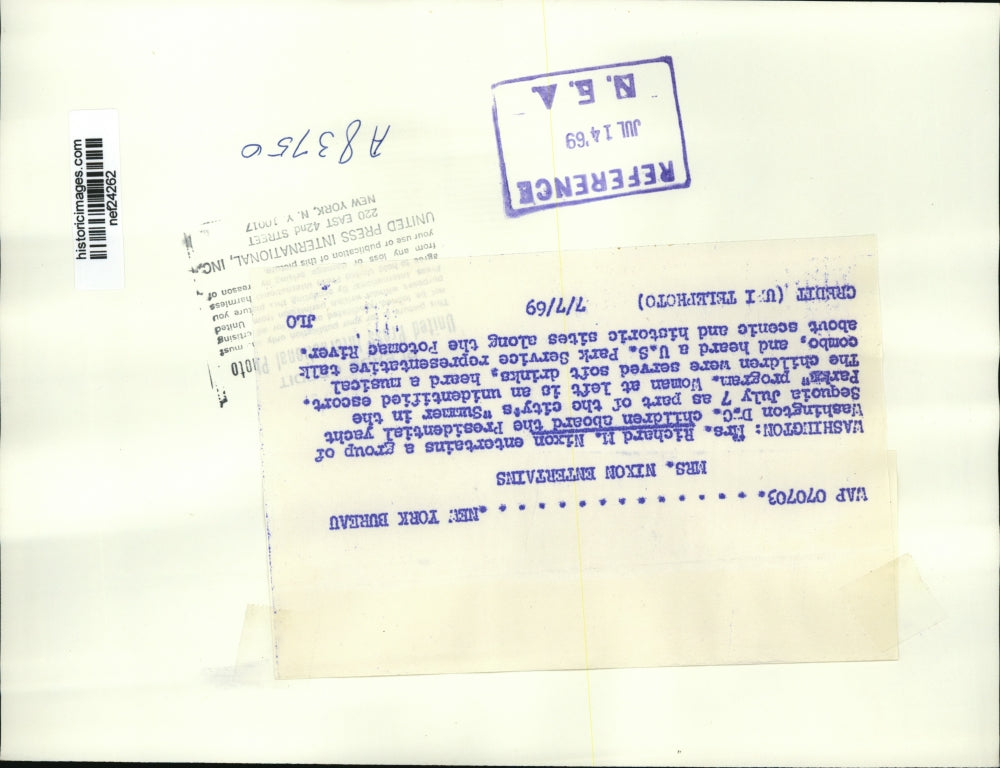 WAP 070703. . . . . . . . . . . . . . . NEW YORK BUREAU
MRS. NIXON ENTERTAINS
WASHINGTON: Mrs. Richard M. Nixon entertains a group of
Washington D.C. children aboard the Presidential yacht
Sequoia July 7 as part of the city's "Summer in the
Parks" program. Woman at left is an unidentified escort.
The children were served soft drinks, heard a musical
combo, and heard a U.S. Park Service representative talk
about scenic and historic sites along the Potomac River.
CREDIT (U I TELEPHOTO) 7/7/69 JLO
UNITED PRESS INTERNATIONAL, INC.
220 EAST 42nd STREET
NEW YORK, N. Y. 10017
A83750
REFERENCE
JUL 14 '69
N. E. A.
historicimages.com
nef24262